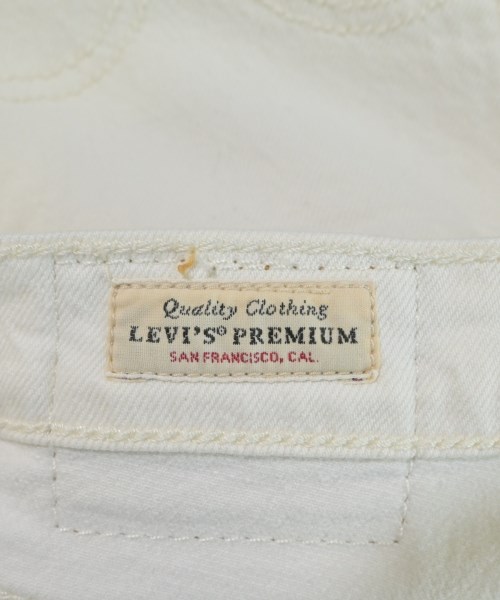 Quality Clothing
LEVI'S® PREMIUM
SAN FRANCISCO, CAL.